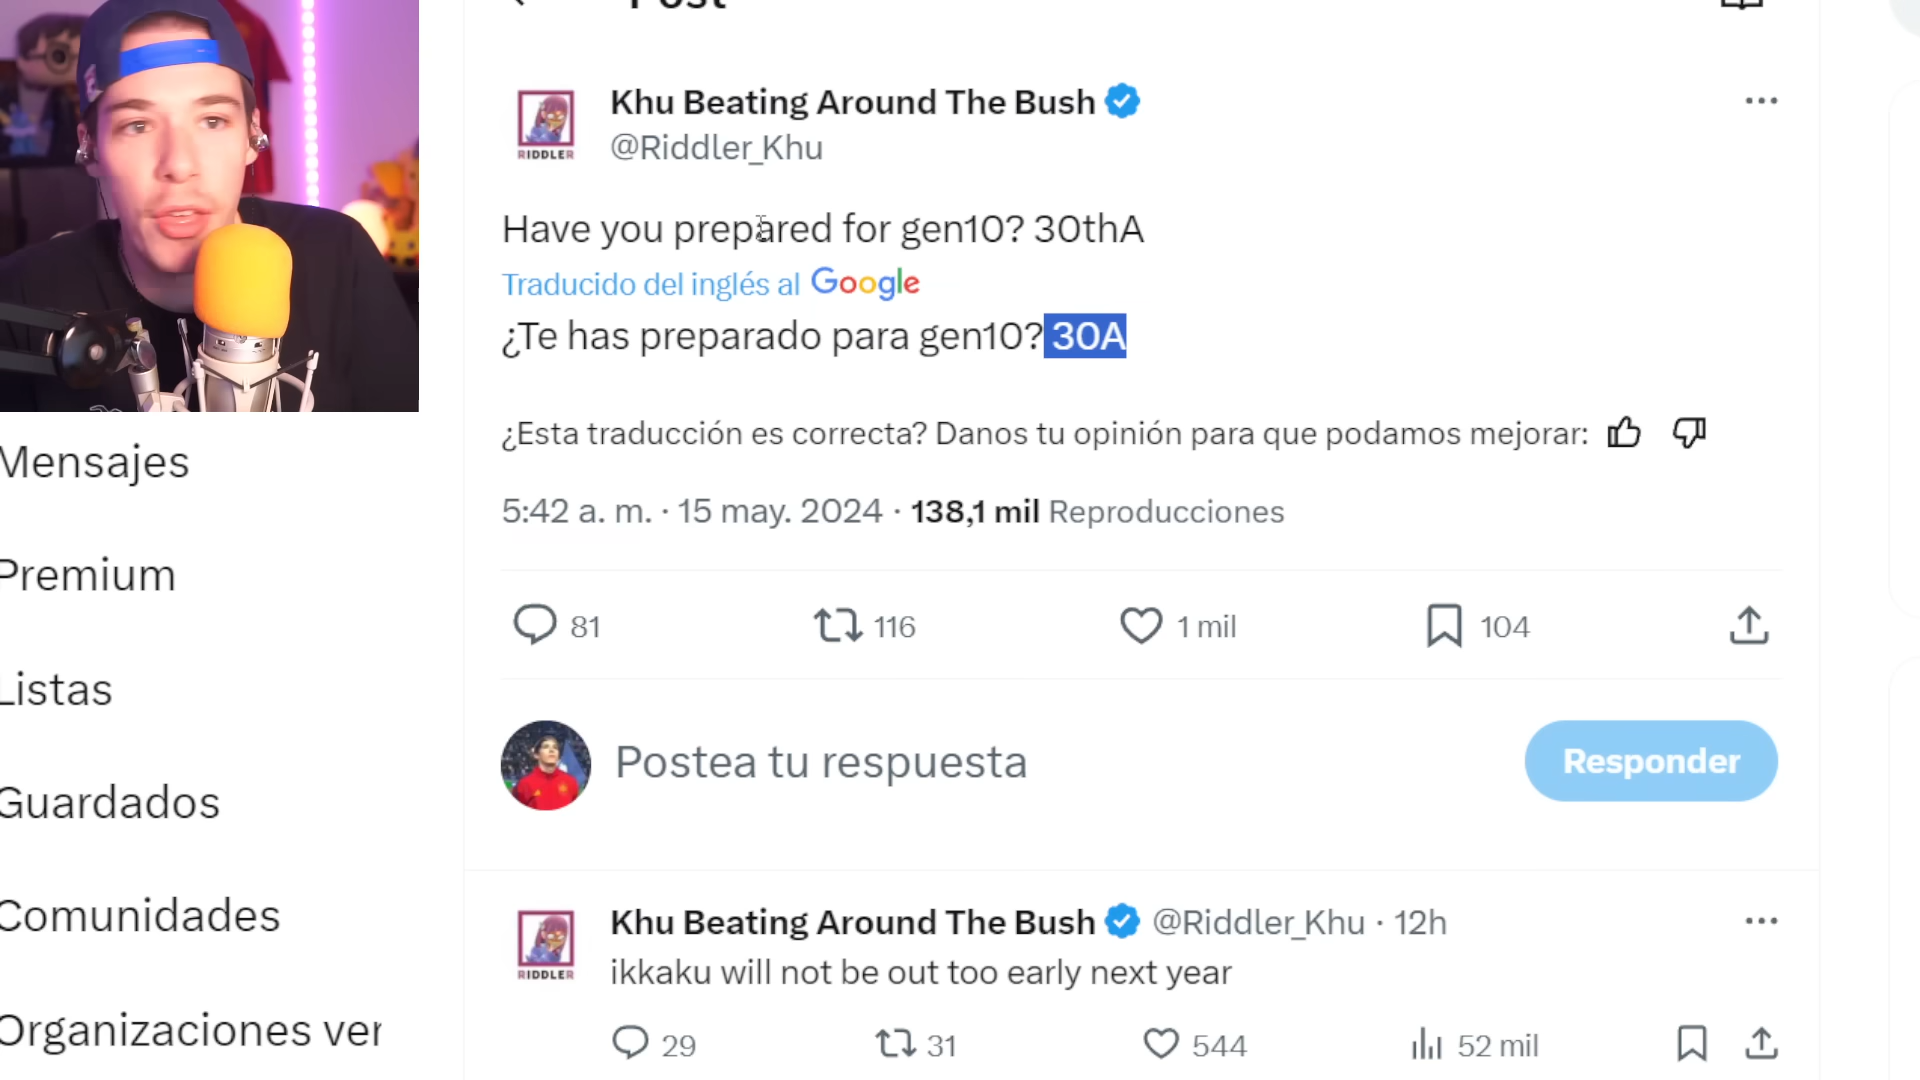 Post
Khu Beating Around The Bush
@Riddler_Khu
RIDDLER
Have you prepared for gen10? 30thA
Traducido del inglés al Google
¿Te has preparado para gen10? 30A
¿Esta traducción es correcta? Danos tu opinión para que podamos mejorar:
5:42 a. m. · 15 may. 2024 · 138,1 mil Reproducciones
81 116 1 mil 104
Postea tu respuesta
Responder
Khu Beating Around The Bush @Riddler_Khu · 12h
RIDDLER
ikkaku will not be out too early next year
29 31 544 52 mil
Mensajes
Premium
Listas
Guardados
Comunidades
Organizaciones ver